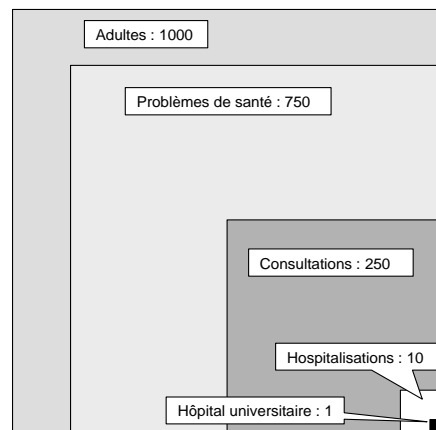 Adultes : 1000
Problèmes de santé : 750
Consultations : 250
Hospitalisations : 10
Hôpital universitaire : 1